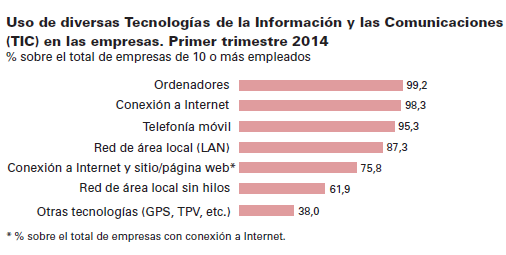 Uso de diversas Tecnologías de la Información y las Comunicaciones
(TIC) en las empresas. Primer trimestre 2014
% sobre el total de empresas de 10 o más empleados
Ordenadores 99,2
Conexión a Internet 98,3
Telefonía móvil 95,3
Red de área local (LAN) 87,3
Conexión a Internet y sitio/página web* 75,8
Red de área local sin hilos 61,9
Otras tecnologías (GPS, TPV, etc.) 38,0
* % sobre el total de empresas con conexión a Internet.